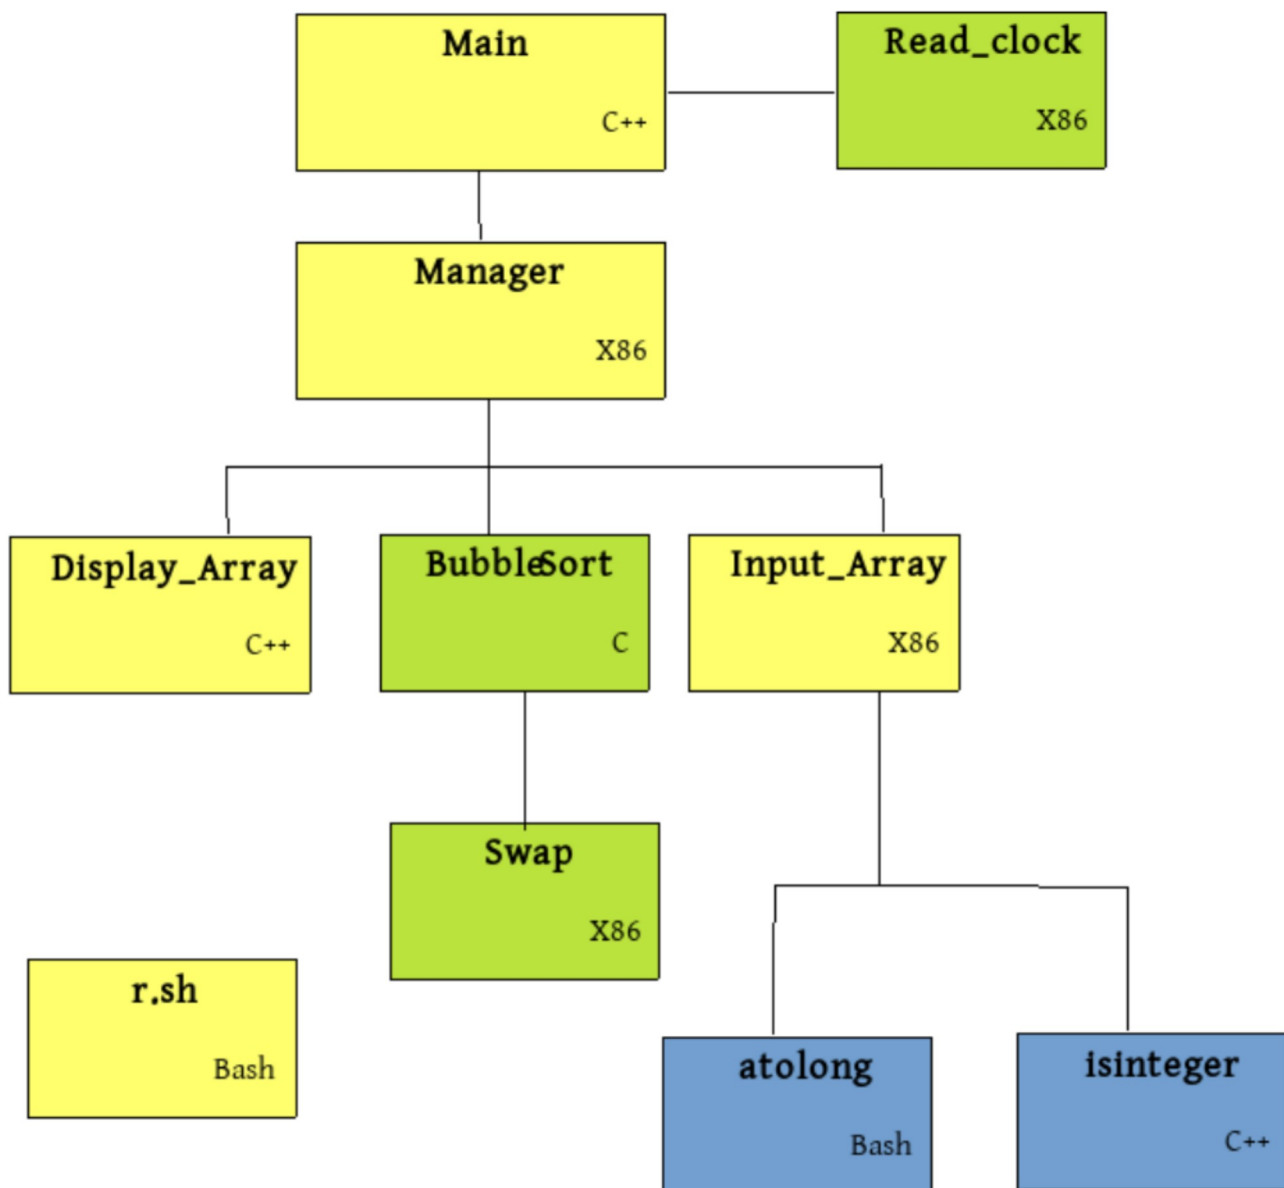 Main
C++
Read_clock
X86
Manager
X86
Display_Array
C++
BubbleSort
C
Input_Array
X86
Swap
X86
r.sh
Bash
atolong
Bash
isinteger
C++